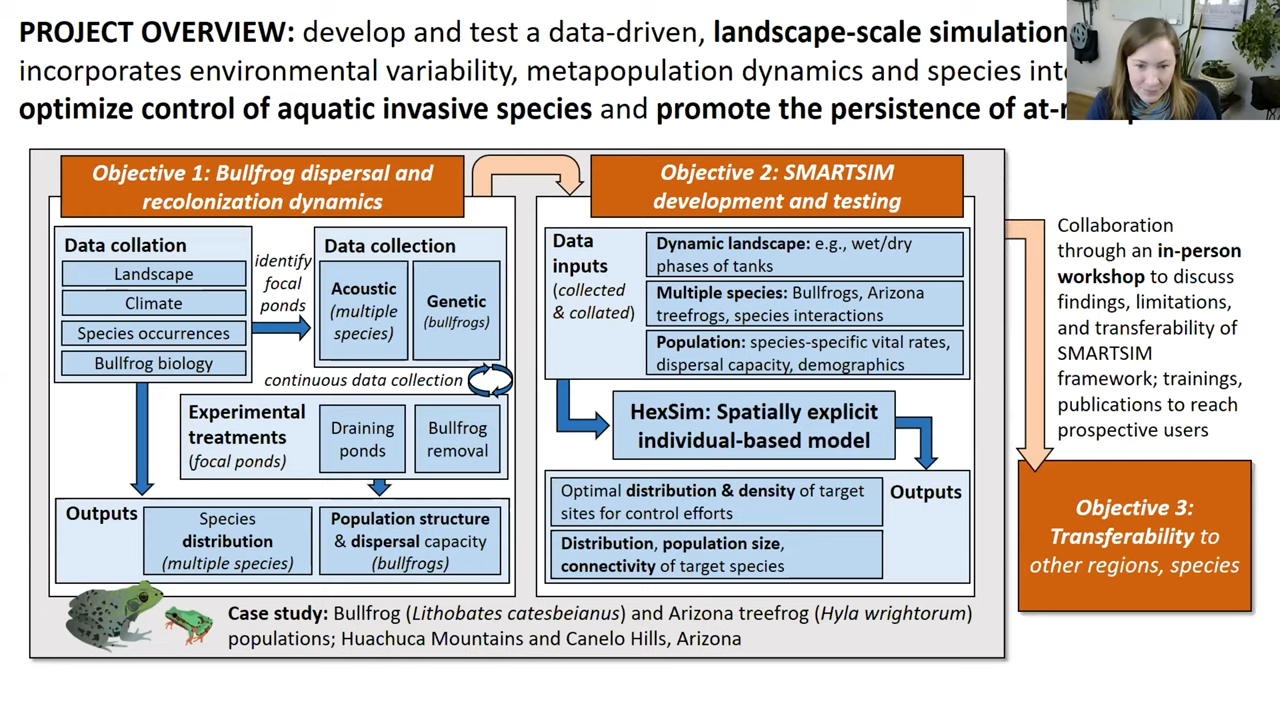 PROJECT OVERVIEW: develop and test a data-driven, landscape-scale simulation
incorporates environmental variability, metapopulation dynamics and species
optimize control of aquatic invasive species and promote the persistence of
Objective 1: Bullfrog dispersal and
recolonization dynamics
Data collation
Landscape
Climate
Species occurrences
Bullfrog biology
identify
focal
ponds
Data collection
Acoustic
(multiple
species)
Genetic
(bullfrogs)
continuous data collection
Experimental
treatments
(focal ponds)
Draining
ponds
Bullfrog
removal
Outputs
Species
distribution
(multiple species)
Population structure
& dispersal capacity
(bullfrogs)
Objective 2: SMARTSIM
development and testing
Data
inputs
(collected
& collated)
Dynamic landscape: e.g., wet/dry
phases of tanks
Multiple species: Bullfrogs, Arizona
treefrogs, species interactions
Population: species-specific vital rates,
dispersal capacity, demographics
HexSim: Spatially explicit
individual-based model
Optimal distribution & density of target
sites for control efforts
Distribution, population size,
connectivity of target species
Outputs
Case study: Bullfrog (Lithobates catesbeianus) and Arizona treefrog (Hyla wrightorum)
populations; Huachuca Mountains and Canelo Hills, Arizona
Collaboration
through an in-person
workshop to discuss
findings, limitations,
and transferability of
SMARTSIM
framework; trainings,
publications to reach
prospective users
Objective 3:
Transferability to
other regions, species